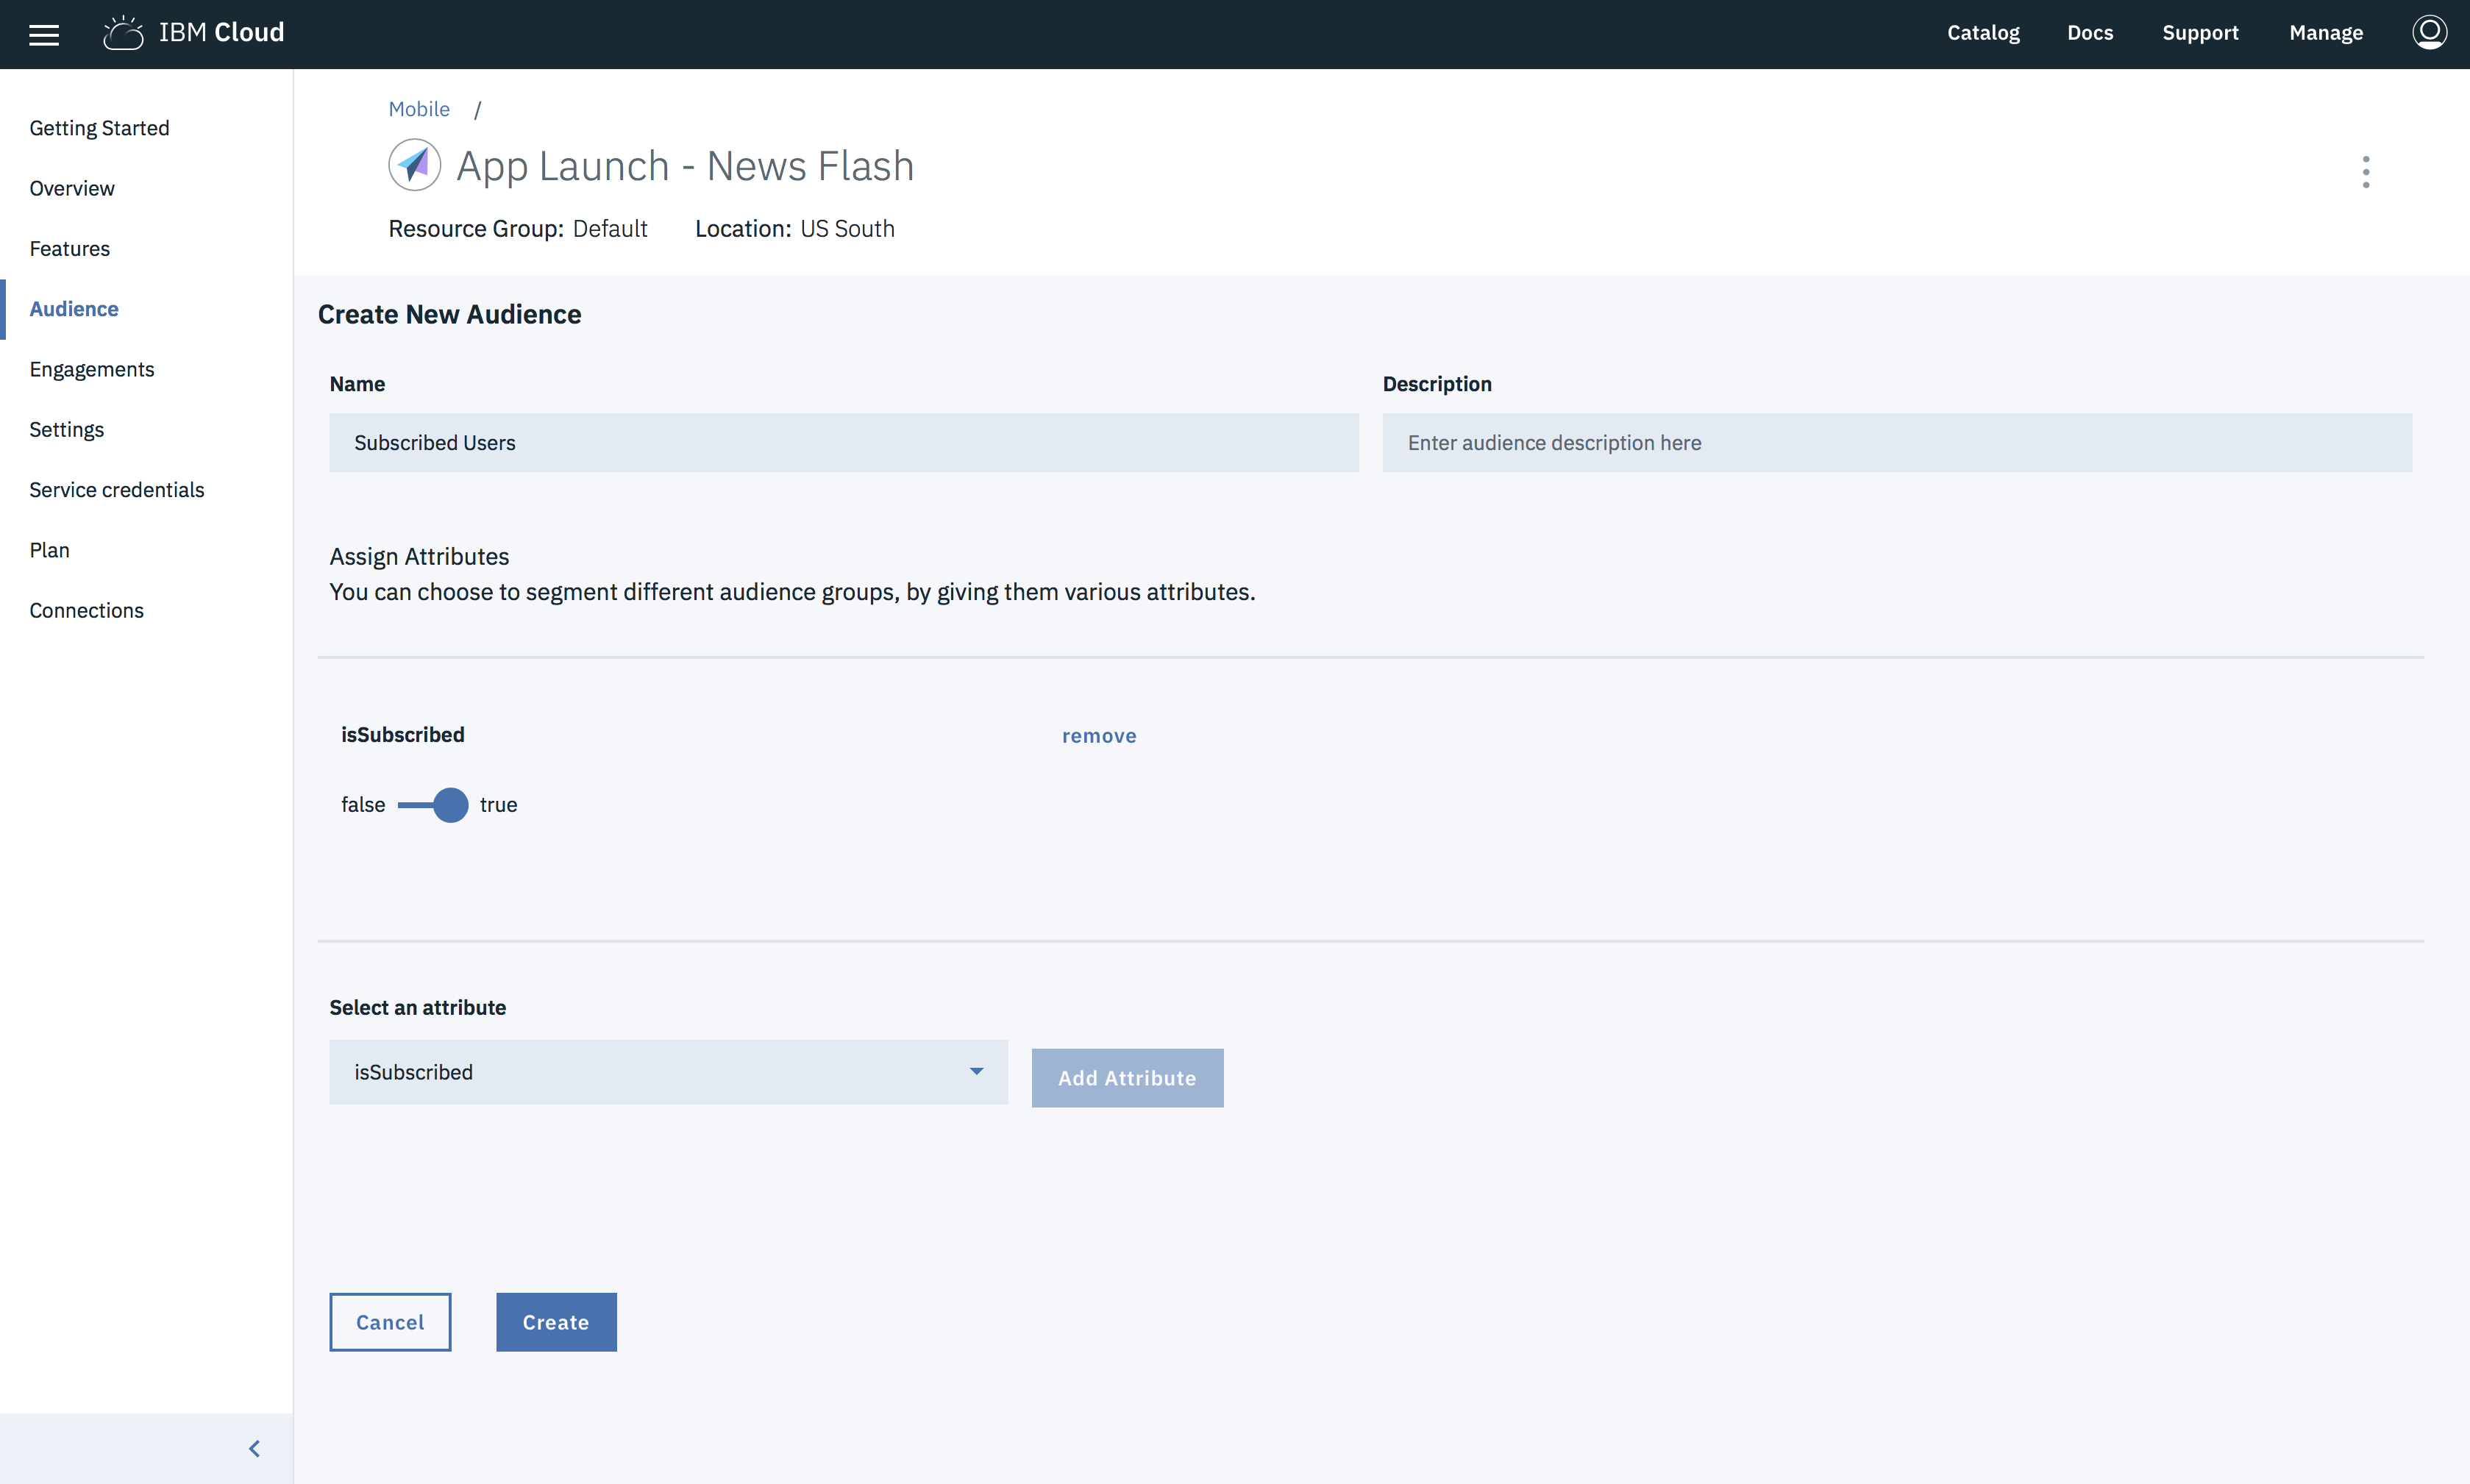 IBM Cloud
Catalog
Docs
Support
Manage
Getting Started
Overview
Features
Audience
Engagements
Settings
Service credentials
Plan
Connections
Mobile /
App Launch - News Flash
Resource Group: Default Location: US South
Create New Audience
Name
Description
Subscribed Users
Enter audience description here
Assign Attributes
You can choose to segment different audience groups, by giving them various attributes.
isSubscribed
remove
false
true
Select an attribute
isSubscribed
Add Attribute
Cancel
Create